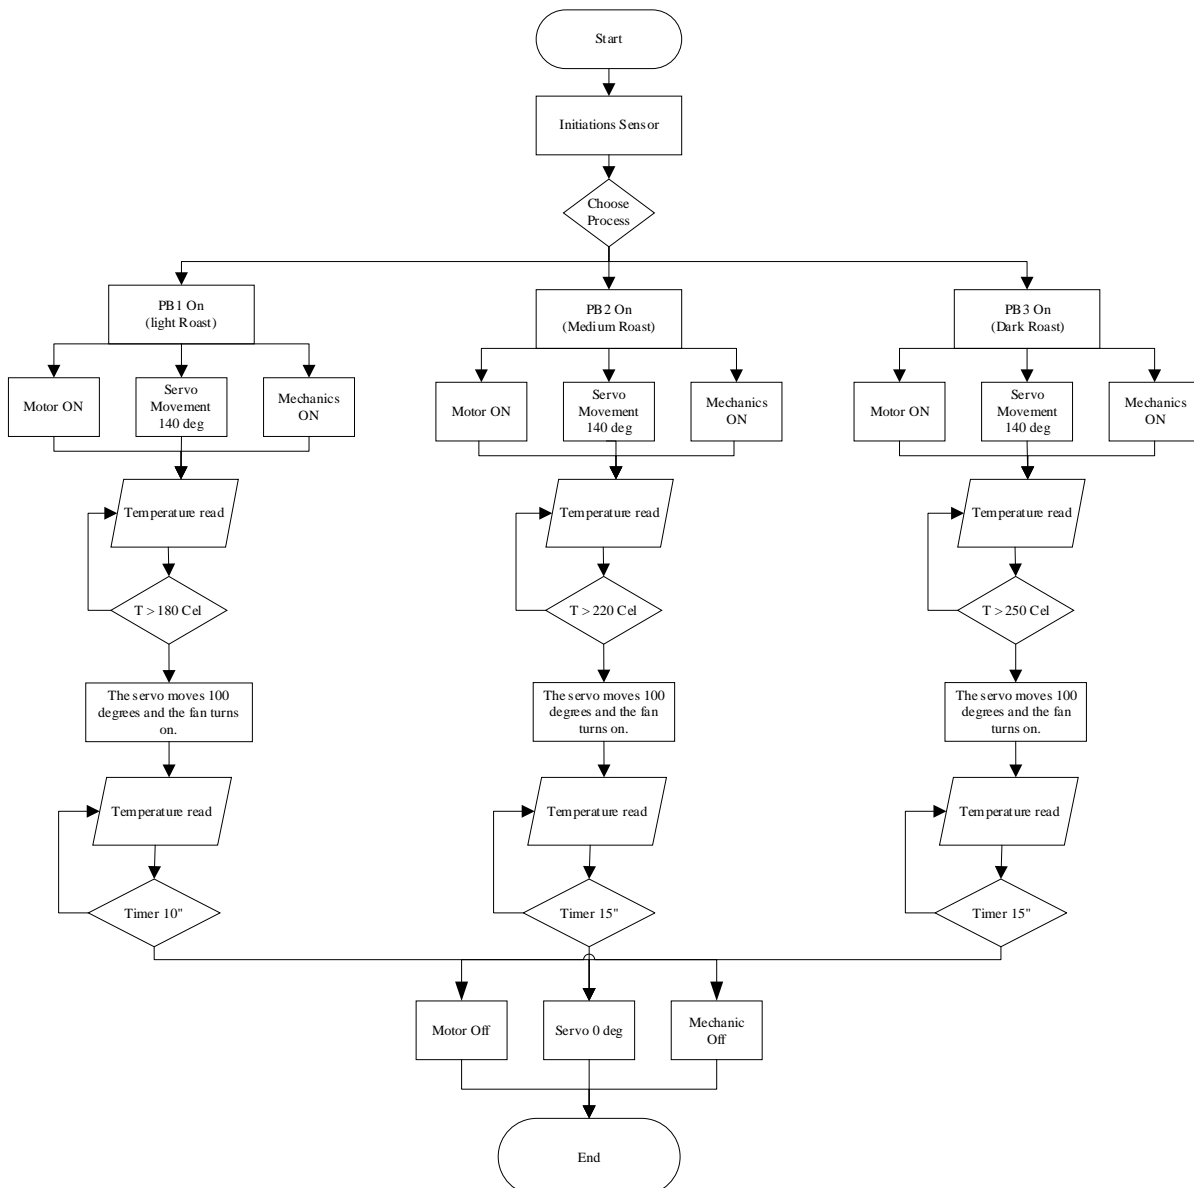 Start
Initiations Sensor
Choose
Process
PB1 On
(light Roast)
PB2 On
(Medium Roast)
PB3 On
(Dark Roast)
Motor ON
Servo
Movement
140 deg
Mechanics
ON
Motor ON
Servo
Movement
140 deg
Mechanics
ON
Motor ON
Servo
Movement
140 deg
Mechanics
ON
Temperature read
Temperature read
Temperature read
T > 180 Cel
T > 220 Cel
T > 250 Cel
The servo moves 100
degrees and the fan turns
on.
The servo moves 100
degrees and the fan
turns on.
The servo moves 100
degrees and the fan
turns on.
Temperature read
Temperature read
Temperature read
Timer 10"
Timer 15"
Timer 15"
Motor Off
Servo 0 deg
Mechanic
Off
End